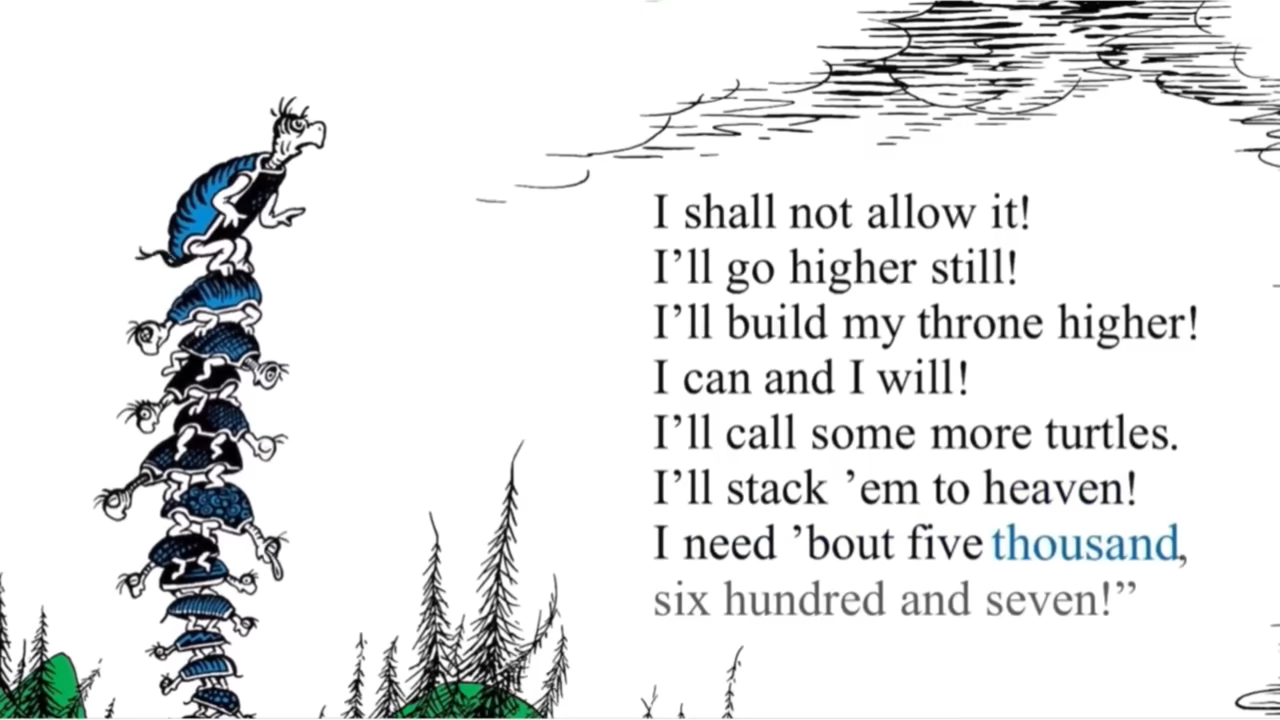 I shall not allow it!
I’ll go higher still!
I’ll build my throne higher!
I can and I will!
I’ll call some more turtles.
I’ll stack ’em to heaven!
I need ’bout five thousand,
six hundred and seven!”